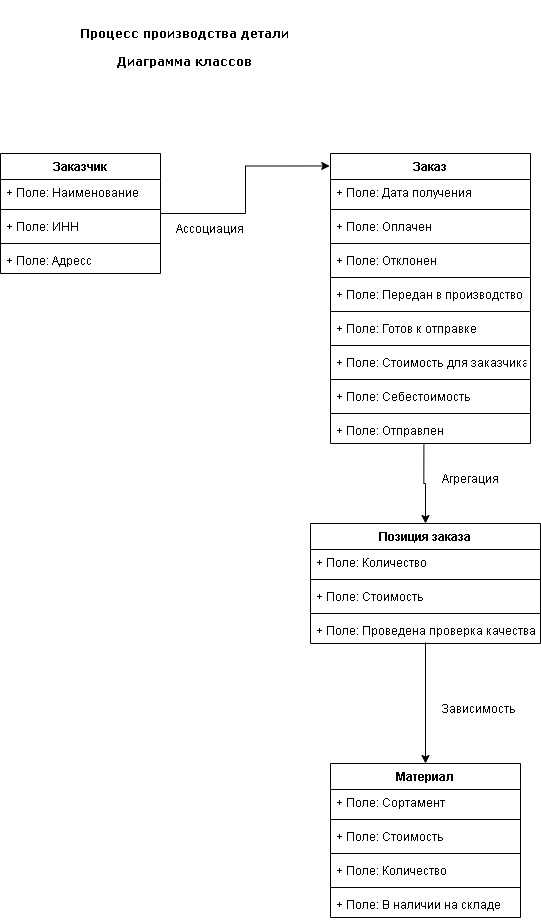 Процесс производства детали
Диаграмма классов
Заказчик
+ Поле: Наименование
+ Поле: ИНН
+ Поле: Адресс
Ассоциация
Заказ
+ Поле: Дата получения
+ Поле: Оплачен
+ Поле: Отклонен
+ Поле: Передан в производство
+ Поле: Готов к отправке
+ Поле: Стоимость для заказчика
+ Поле: Себестоимость
+ Поле: Отправлен
Агрегация
Позиция заказа
+ Поле: Количество
+ Поле: Стоимость
+ Поле: Проведена проверка качества
Зависимость
Материал
+ Поле: Сортамент
+ Поле: Стоимость
+ Поле: Количество
+ Поле: В наличии на складе